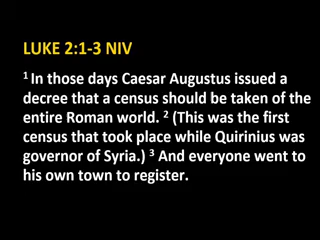 LUKE 2:1-3 NIV
1 In those days Caesar Augustus issued a
decree that a census should be taken of the
entire Roman world. 2 (This was the first
census that took place while Quirinius was
governor of Syria.) 3 And everyone went to
his own town to register.